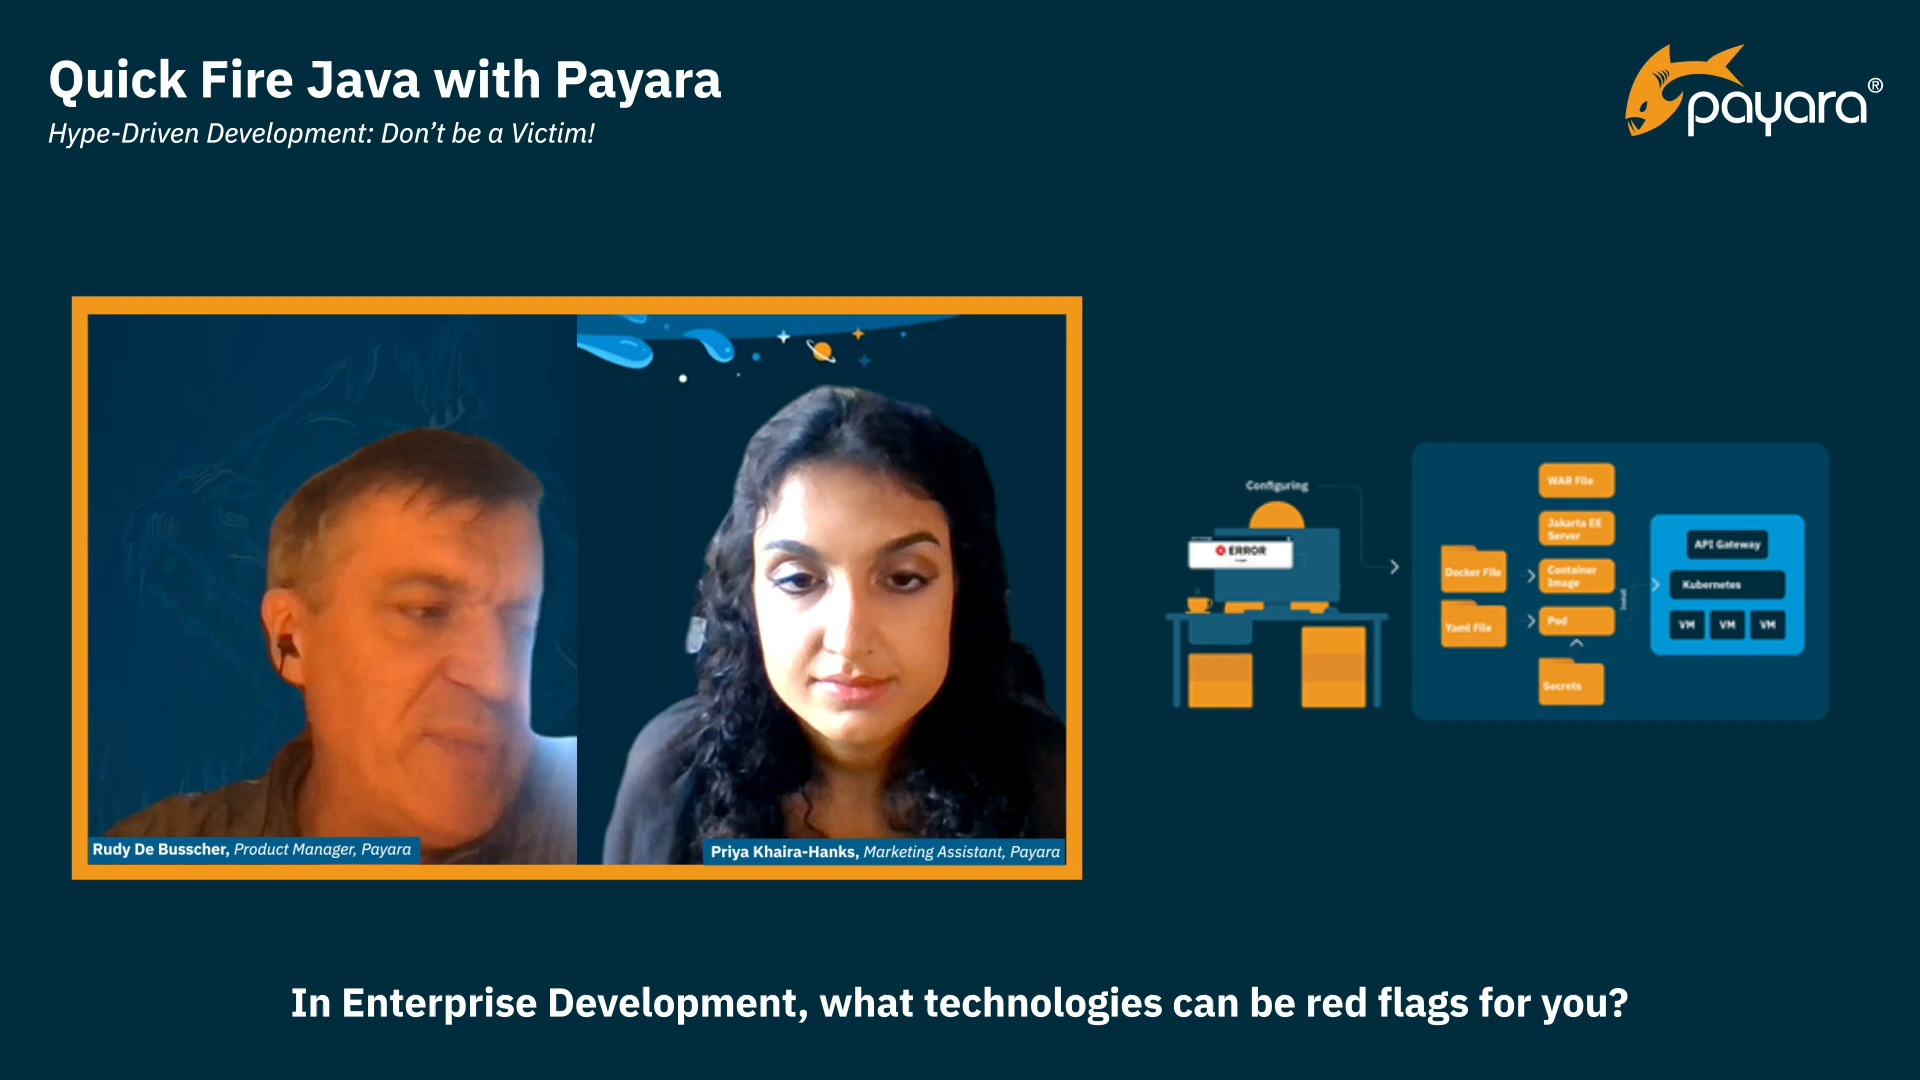 Quick Fire Java with Payara
Hype-Driven Development: Don't be a Victim!
payara®
Rudy De Busscher, Product Manager, Payara
Priya Khaira-Hanks, Marketing Assistant, Payara
Configuring
ERROR
Docker File
Yaml File
WAR File
Jakarta EE
Server
Container
Image
Pod
Secrets
Install
API Gateway
Kubernetes
VM VM VM
In Enterprise Development, what technologies can be red flags for you?